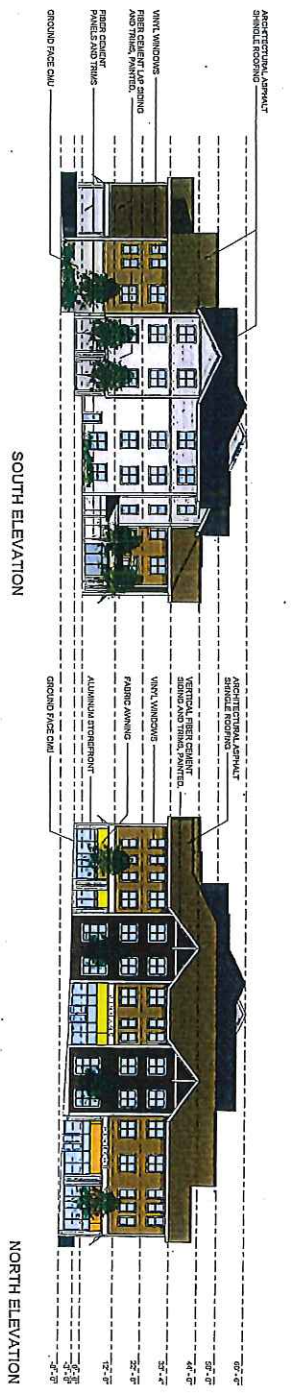 ARCHITECTURAL ASPHALT
SHINGLE ROOFING
VINYL WINDOWS
FIBER CEMENT LAP SIDING
AND TRIMS, PAINTED.
FIBER CEMENT
PANELS AND TRIMS
GROUND FACE CMU
SOUTH ELEVATION
ARCHITECTURAL ASPHALT
SHINGLE ROOFING
VERTICAL FIBER CEMENT
SIDING AND TRIMS, PAINTED.
VINYL WINDOWS
FABRIC AWNING
ALUMINUM STOREFRONT
GROUND FACE CMU
NORTH ELEVATION